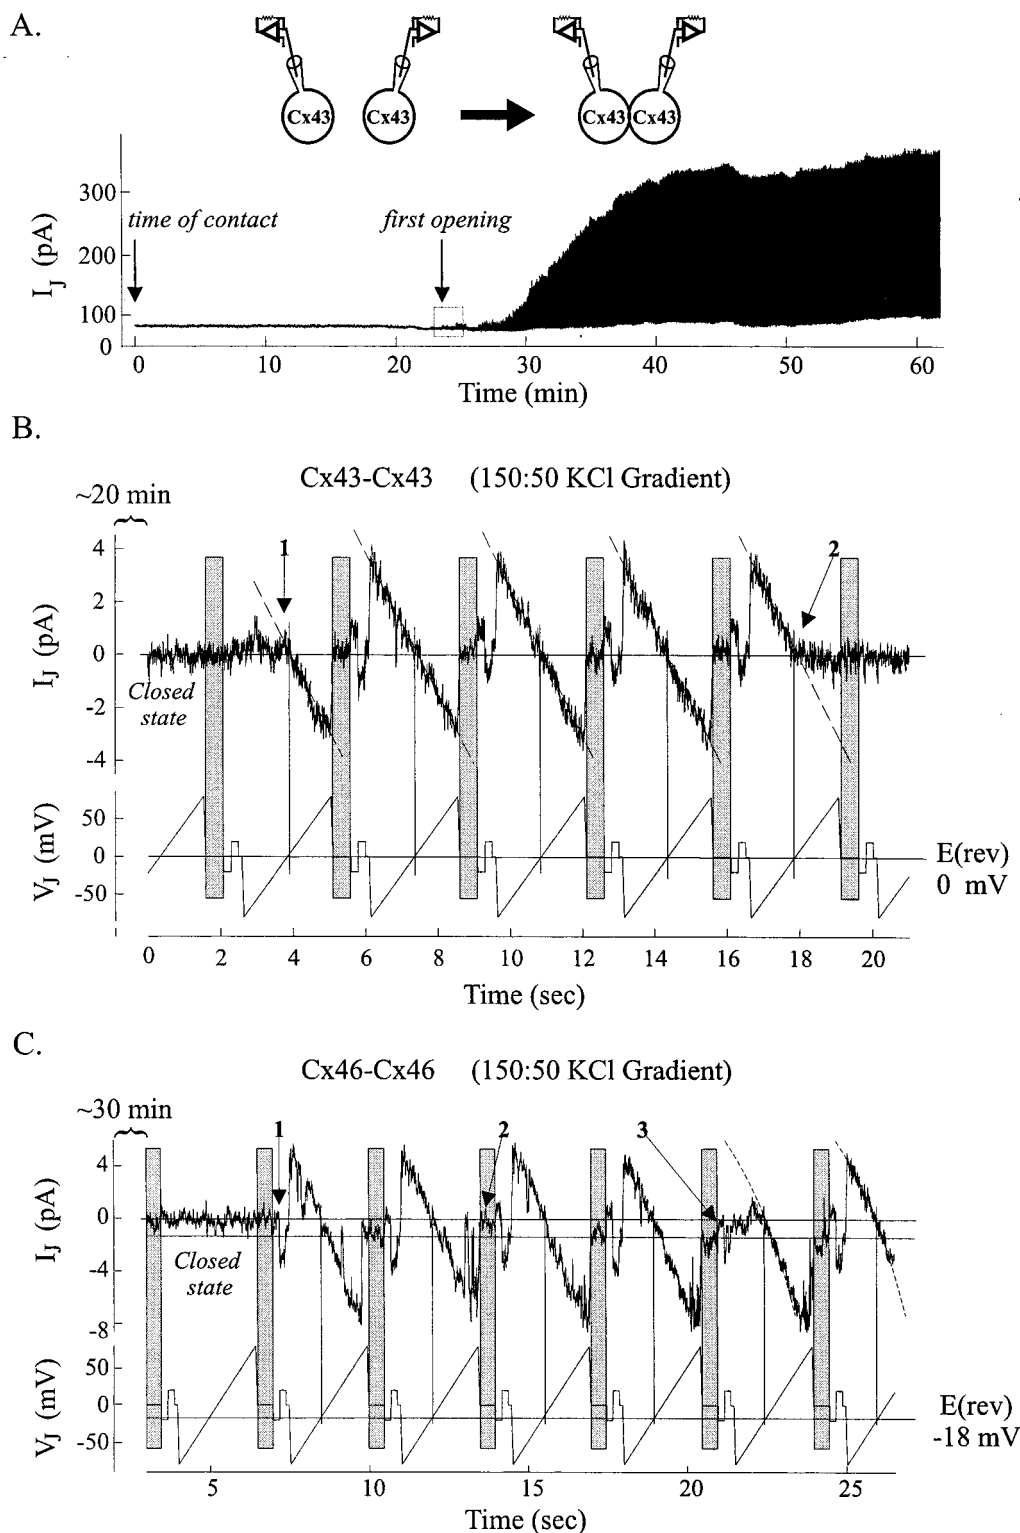 A.
Cx43 Cx43 Cx43 Cx43
300
time of contact first opening
200
100
0
I_J (pA)
0 10 20 30 40 50 60
Time (min)
B.
Cx43-Cx43 (150:50 KCl Gradient)
~20 min
4
1 2
2
0
Closed
state
-2
-4
I_J (pA)
50
0
-50
V_J (mV)
E(rev)
0 mV
0 2 4 6 8 10 12 14 16 18 20
Time (sec)
C.
Cx46-Cx46 (150:50 KCl Gradient)
~30 min
1 2 3
4
0
Closed
state
-4
-8
I_J (pA)
50
0
-50
V_J (mV)
E(rev)
-18 mV
5 10 15 20 25
Time (sec)